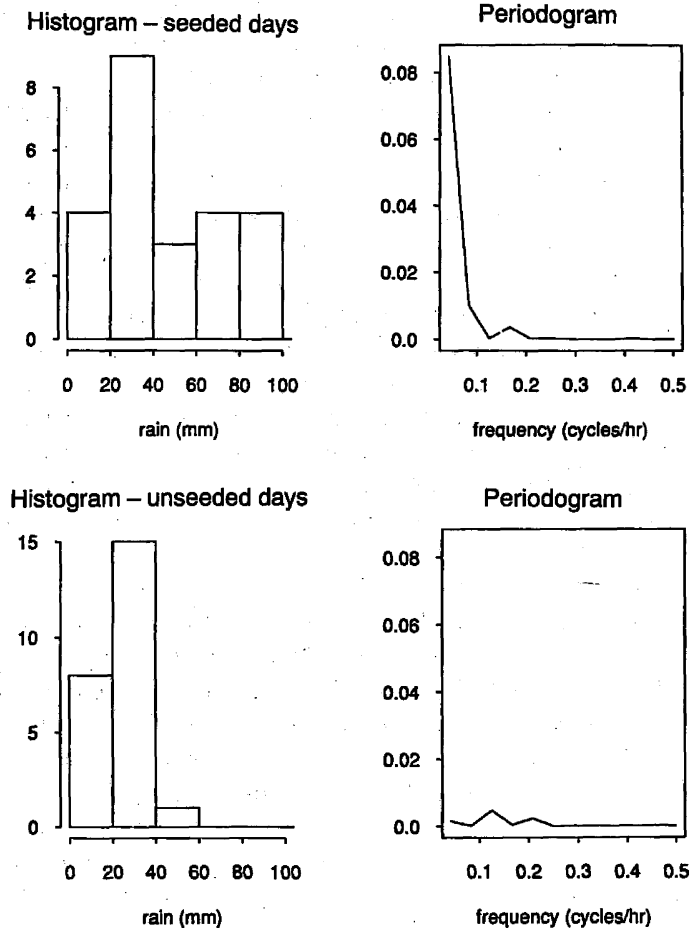 Histogram – seeded days
8
6
4
2
0
0 20 40 60 80 100
rain (mm)
Periodogram
0.08
0.06
0.04
0.02
0.0
0.1 0.2 0.3 0.4 0.5
frequency (cycles/hr)
Histogram – unseeded days
15
10
5
0
0 20 40 60 80 100
rain (mm)
Periodogram
0.08
0.06
0.04
0.02
0.0
0.1 0.2 0.3 0.4 0.5
frequency (cycles/hr)